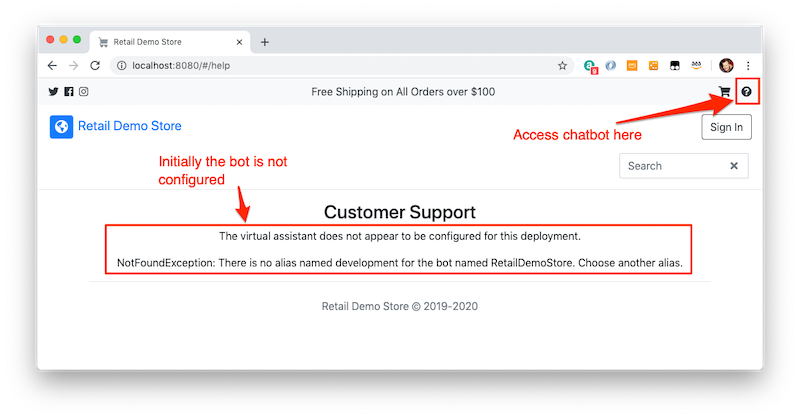 Retail Demo Store
localhost:8080/#/help
9
Free Shipping on All Orders over $100
Access chatbot here
Retail Demo Store
Sign In
Initially the bot is not
configured
Search
Customer Support
The virtual assistant does not appear to be configured for this deployment.
NotFoundException: There is no alias named development for the bot named RetailDemoStore. Choose another alias.
Retail Demo Store © 2019-2020